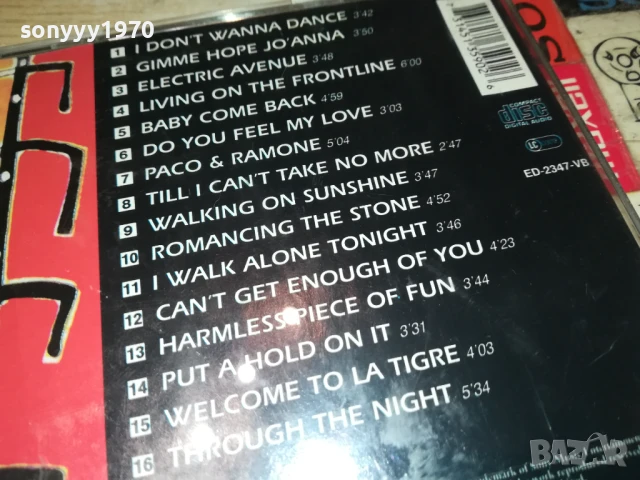 sonyyy1970
1 I DON'T WANNA DANCE 3'42
2 GIMME HOPE JO'ANNA 3'50
3 ELECTRIC AVENUE 3'48
4 LIVING ON THE FRONTLINE 6'00
5 BABY COME BACK 4'59
6 DO YOU FEEL MY LOVE 3'03
7 PACO & RAMONE 5'04
8 TILL I CAN'T TAKE NO MORE 2'47
9 WALKING ON SUNSHINE 3'47
10 ROMANCING THE STONE 4'52
11 I WALK ALONE TONIGHT 3'46
12 CAN'T GET ENOUGH OF YOU 4'23
13 HARMLESS PIECE OF FUN 3'44
14 PUT A HOLD ON IT 3'31
15 WELCOME TO LA TIGRE 4'03
16 THROUGH THE NIGHT 5'34
COMPACT
disc
DIGITAL AUDIO
ED-2347-VB
maxell
BAZAR